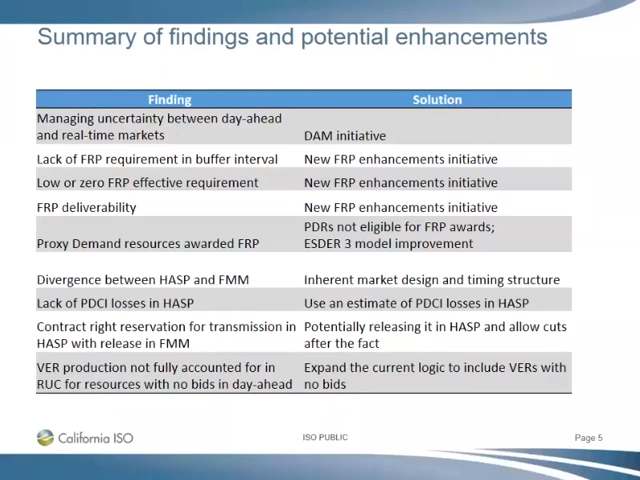 Summary of findings and potential enhancements
Finding Solution
Managing uncertainty between day-ahead
and real-time markets DAM initiative
Lack of FRP requirement in buffer interval New FRP enhancements initiative
Low or zero FRP effective requirement New FRP enhancements initiative
FRP deliverability New FRP enhancements initiative
PDRs not eligible for FRP awards;
Proxy Demand resources awarded FRP ESDER 3 model improvement
Divergence between HASP and FMM Inherent market design and timing structure
Lack of PDCI losses in HASP Use an estimate of PDCI losses in HASP
Contract right reservation for transmission in Potentially releasing it in HASP and allow cuts
HASP with release in FMM after the fact
VER production not fully accounted for in Expand the current logic to include VERs with
RUC for resources with no bids in day-ahead no bids
California ISO ISO PUBLIC Page 5